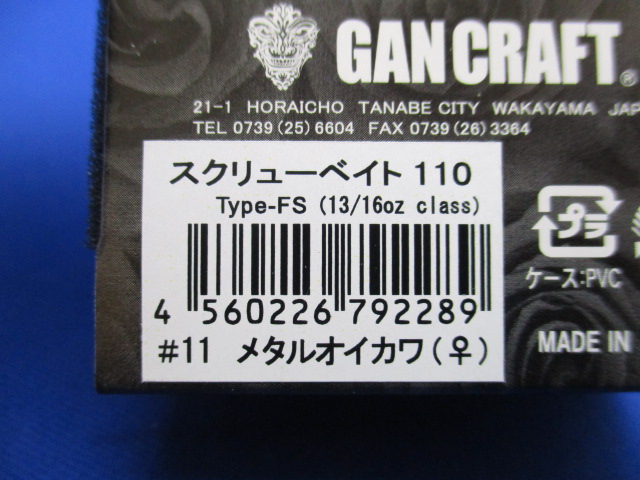 GAN CRAFT®
21-1 HORAICHO TANABE CITY WAKAYAMA JAP
TEL 0739(25)6604 FAX 0739(26)3364
スクリューベイト 110
Type-FS (13/16oz class)
4 560226 792289
#11 メタルオイカワ(♀)
プラ
ケース:PVC
MADE IN